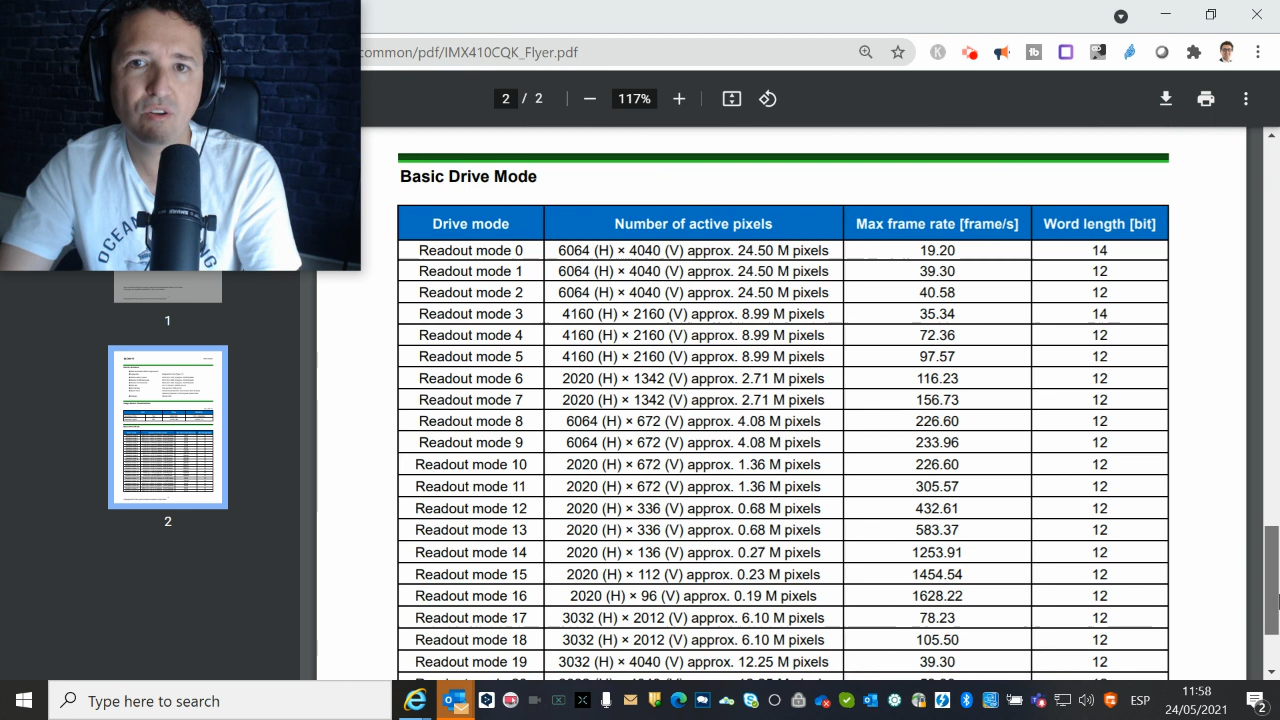 common/pdf/IMX410CQK_Flyer.pdf
2 / 2 117%
OCEAN
Basic Drive Mode
Drive mode Number of active pixels Max frame rate [frame/s] Word length [bit]
Readout mode 0 6064 (H) × 4040 (V) approx. 24.50 M pixels 19.20 14
Readout mode 1 6064 (H) × 4040 (V) approx. 24.50 M pixels 39.30 12
Readout mode 2 6064 (H) × 4040 (V) approx. 24.50 M pixels 40.58 12
Readout mode 3 4160 (H) × 2160 (V) approx. 8.99 M pixels 35.34 14
Readout mode 4 4160 (H) × 2160 (V) approx. 8.99 M pixels 72.36 12
Readout mode 5 4160 (H) × 2160 (V) approx. 8.99 M pixels 97.57 12
Readout mode 6 2020 (H) × 1342 (V) approx. 2.71 M pixels 116.23 12
Readout mode 7 2020 (H) × 1342 (V) approx. 2.71 M pixels 156.73 12
Readout mode 8 6064 (H) × 672 (V) approx. 4.08 M pixels 226.60 12
Readout mode 9 6064 (H) × 672 (V) approx. 4.08 M pixels 233.96 12
Readout mode 10 2020 (H) × 672 (V) approx. 1.36 M pixels 226.60 12
Readout mode 11 2020 (H) × 672 (V) approx. 1.36 M pixels 305.57 12
Readout mode 12 2020 (H) × 336 (V) approx. 0.68 M pixels 432.61 12
Readout mode 13 2020 (H) × 336 (V) approx. 0.68 M pixels 583.37 12
Readout mode 14 2020 (H) × 136 (V) approx. 0.27 M pixels 1253.91 12
Readout mode 15 2020 (H) × 112 (V) approx. 0.23 M pixels 1454.54 12
Readout mode 16 2020 (H) × 96 (V) approx. 0.19 M pixels 1628.22 12
Readout mode 17 3032 (H) × 2012 (V) approx. 6.10 M pixels 78.23 12
Readout mode 18 3032 (H) × 2012 (V) approx. 6.10 M pixels 105.50 12
Readout mode 19 3032 (H) × 4040 (V) approx. 12.25 M pixels 39.30 12
1
2
Type here to search
ESP
11:58
24/05/2021
2